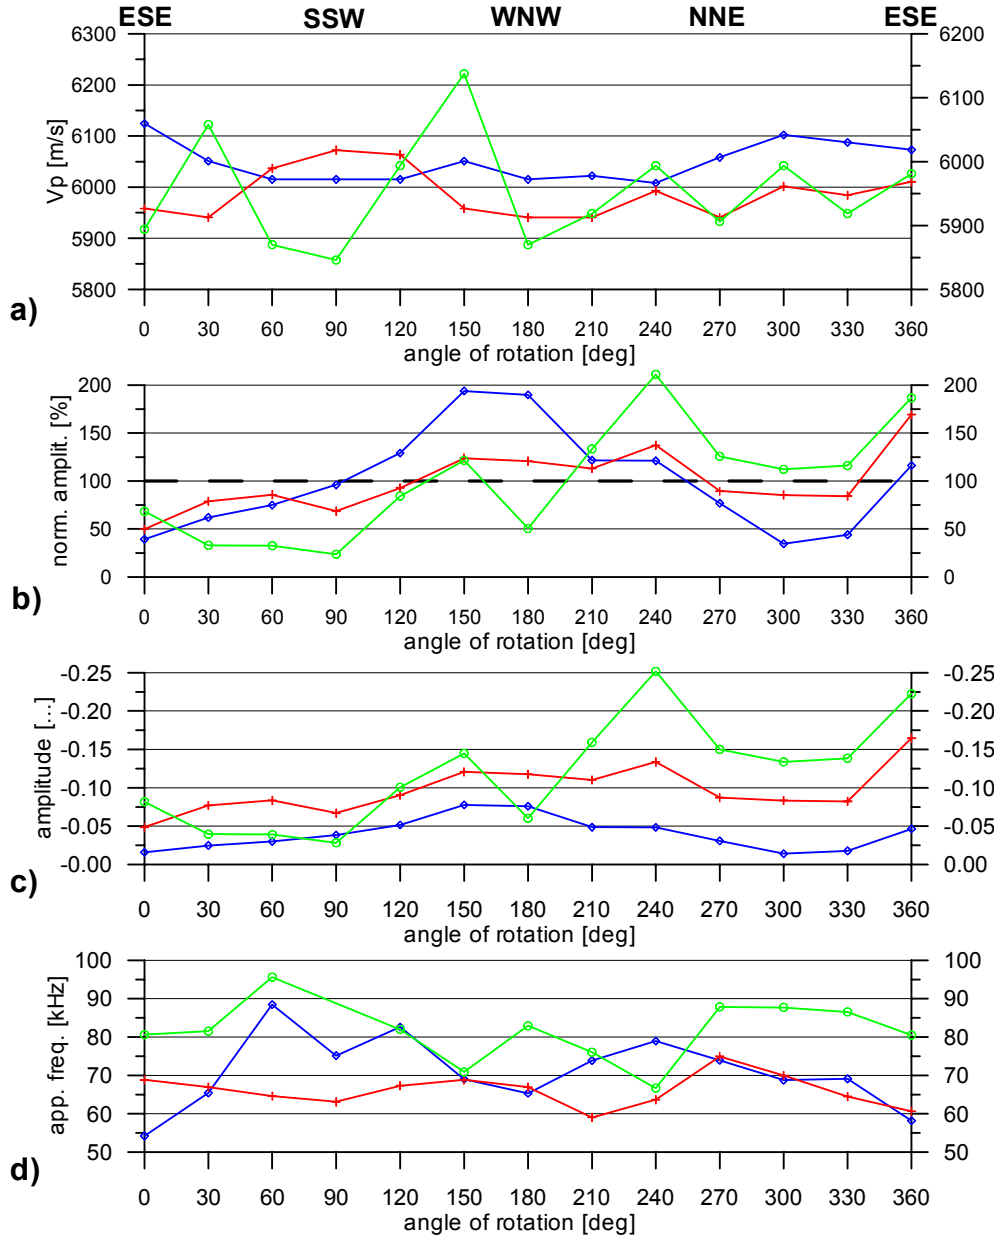 ESE SSW WNW NNE ESE
6300 6200
6200 6100
6100 6000
6000 5900
5900
5800 5800
Vp [m/s]
a)
0 30 60 90 120 150 180 210 240 270 300 330 360
angle of rotation [deg]
200 200
150 150
100 100
50 50
0 0
norm. amplit. [%]
b)
0 30 60 90 120 150 180 210 240 270 300 330 360
angle of rotation [deg]
-0.25 -0.25
-0.20 -0.20
-0.15 -0.15
-0.10 -0.10
-0.05 -0.05
-0.00 0.00
amplitude [...]
c)
0 30 60 90 120 150 180 210 240 270 300 330 360
angle of rotation [deg]
100 100
90 90
80 80
70 70
60 60
50 50
app. freq. [kHz]
d)
0 30 60 90 120 150 180 210 240 270 300 330 360
angle of rotation [deg]